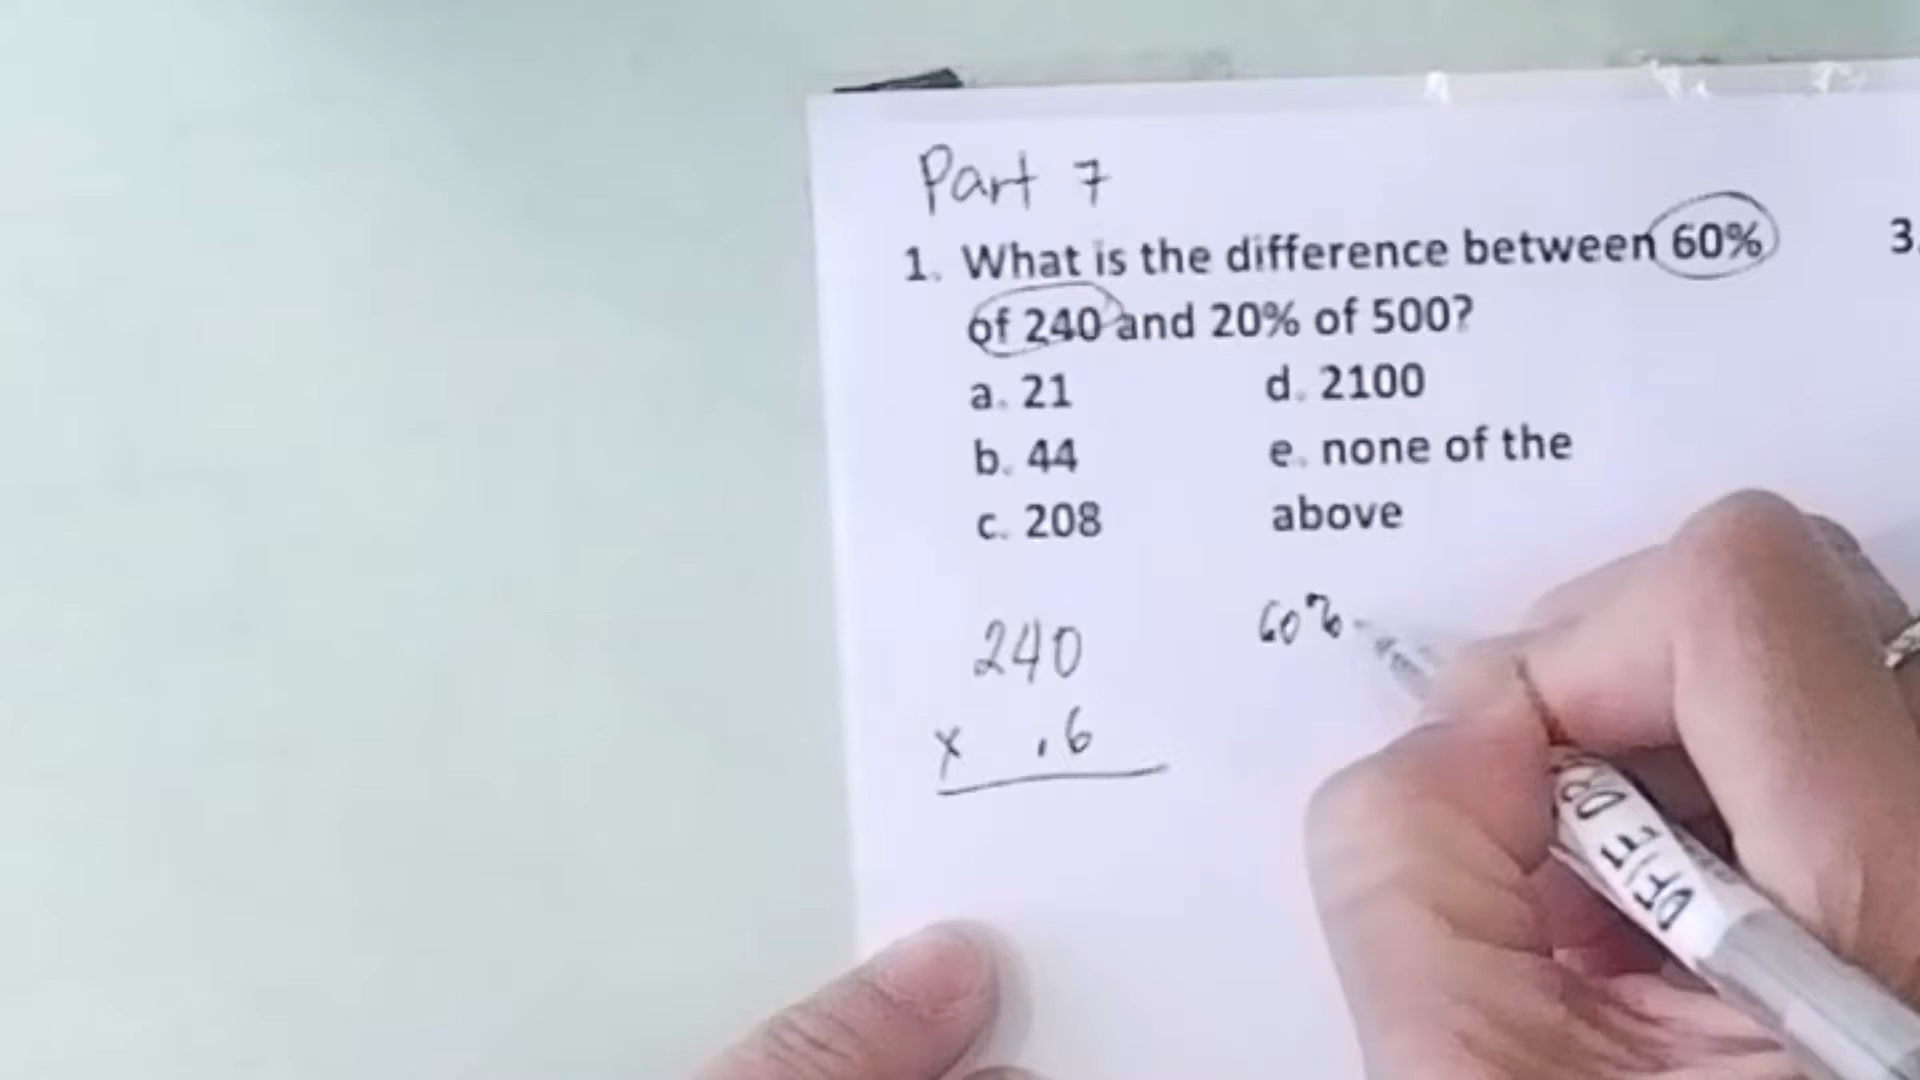 Part 7
1. What is the difference between 60%
of 240 and 20% of 500?
a. 21
b. 44
c. 208
d. 2100
e. none of the
above
240
x .6
60%
3.